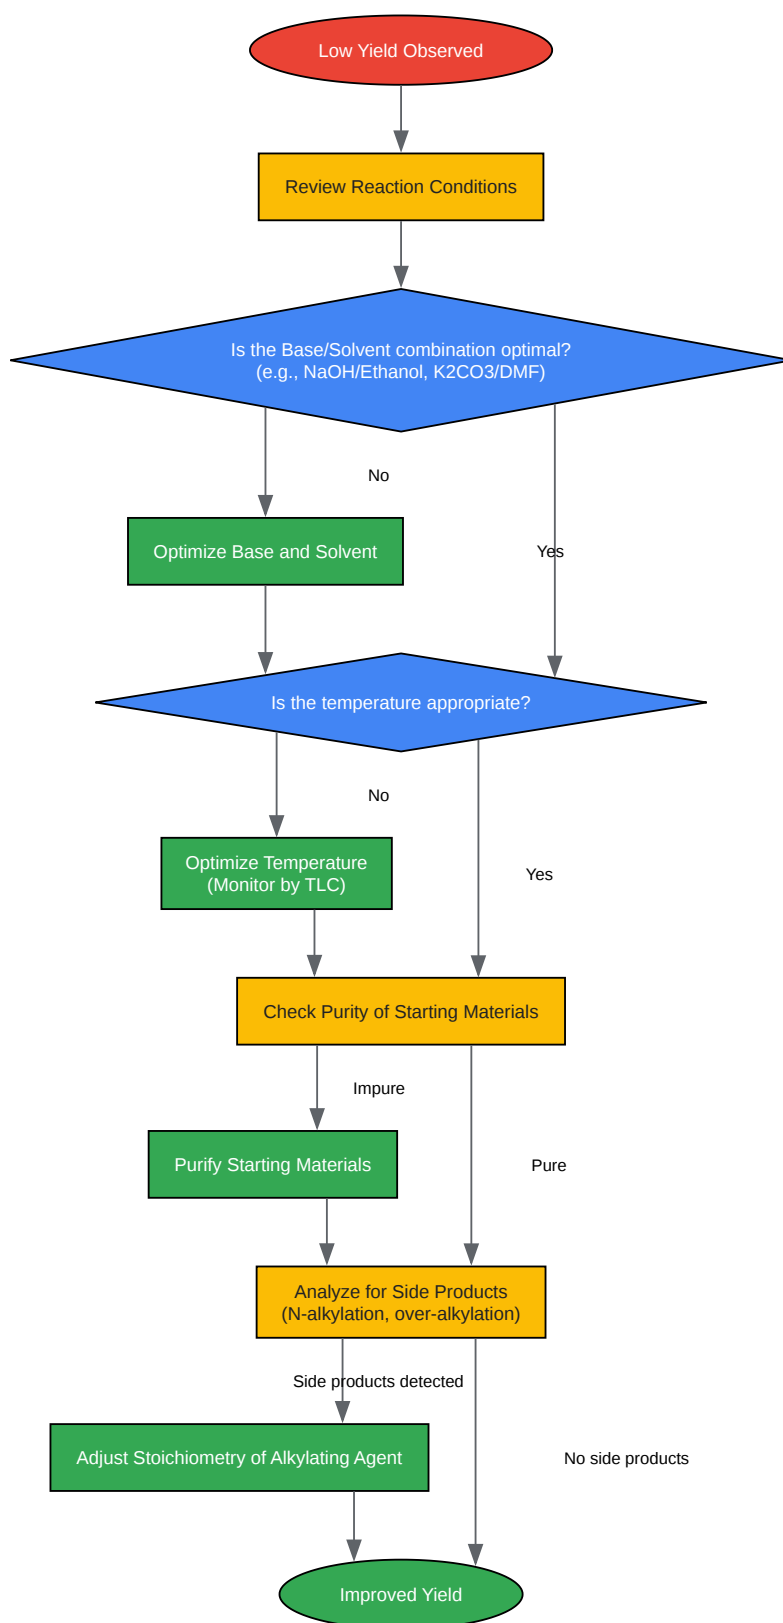 Low Yield Observed
Review Reaction Conditions
Is the Base/Solvent combination optimal?
(e.g., NaOH/Ethanol, K2CO3/DMF)
No
Optimize Base and Solvent
Yes
Is the temperature appropriate?
No
Optimize Temperature
(Monitor by TLC)
Yes
Check Purity of Starting Materials
Impure
Purify Starting Materials
Pure
Analyze for Side Products
(N-alkylation, over-alkylation)
Side products detected
Adjust Stoichiometry of Alkylating Agent
No side products
Improved Yield